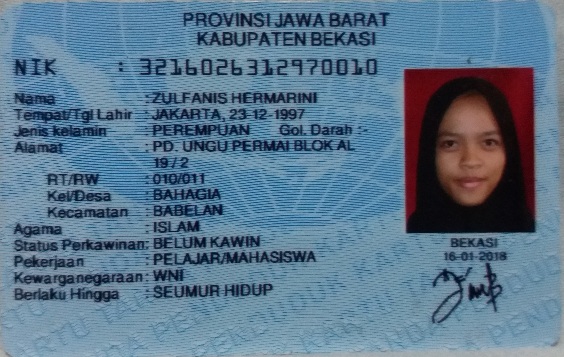 PROVINSI JAWA BARAT
KABUPATEN BEKASI
NIK : 3216026312970010
Nama : ZULFANIS HERMARINI
Tempat/Tgl Lahir : JAKARTA, 23-12-1997
Jenis kelamin : PEREMPUAN Gol. Darah :-
Alamat : PD. UNGU PERMAI BLOK AL
19 / 2
RT/RW : 010/011
Kel/Desa : BAHAGIA
Kecamatan : BABELAN
Agama : ISLAM
Status Perkawinan: BELUM KAWIN
Pekerjaan : PELAJAR/MAHASISWA
Kewarganegaraan: WNI
Berlaku Hingga : SEUMUR HIDUP
BEKASI
16-01-2018